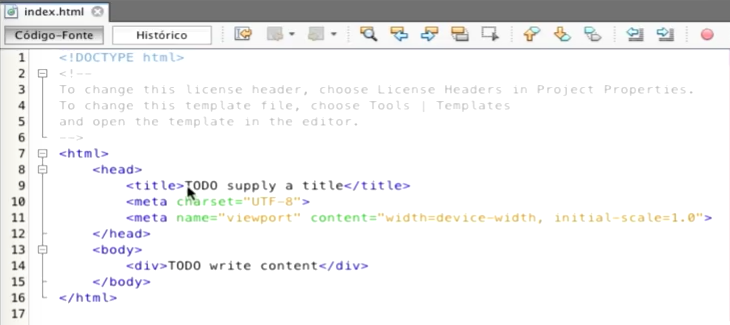 index.html
Código-Fonte Histórico
1 <!DOCTYPE html>
2 <!--
3 To change this license header, choose License Headers in Project Properties.
4 To change this template file, choose Tools | Templates
5 and open the template in the editor.
6 -->
7 <html>
8 <head>
9 <title>TODO supply a title</title>
10 <meta charset="UTF-8">
11 <meta name="viewport" content="width=device-width, initial-scale=1.0">
12 </head>
13 <body>
14 <div>TODO write content</div>
15 </body>
16 </html>
17